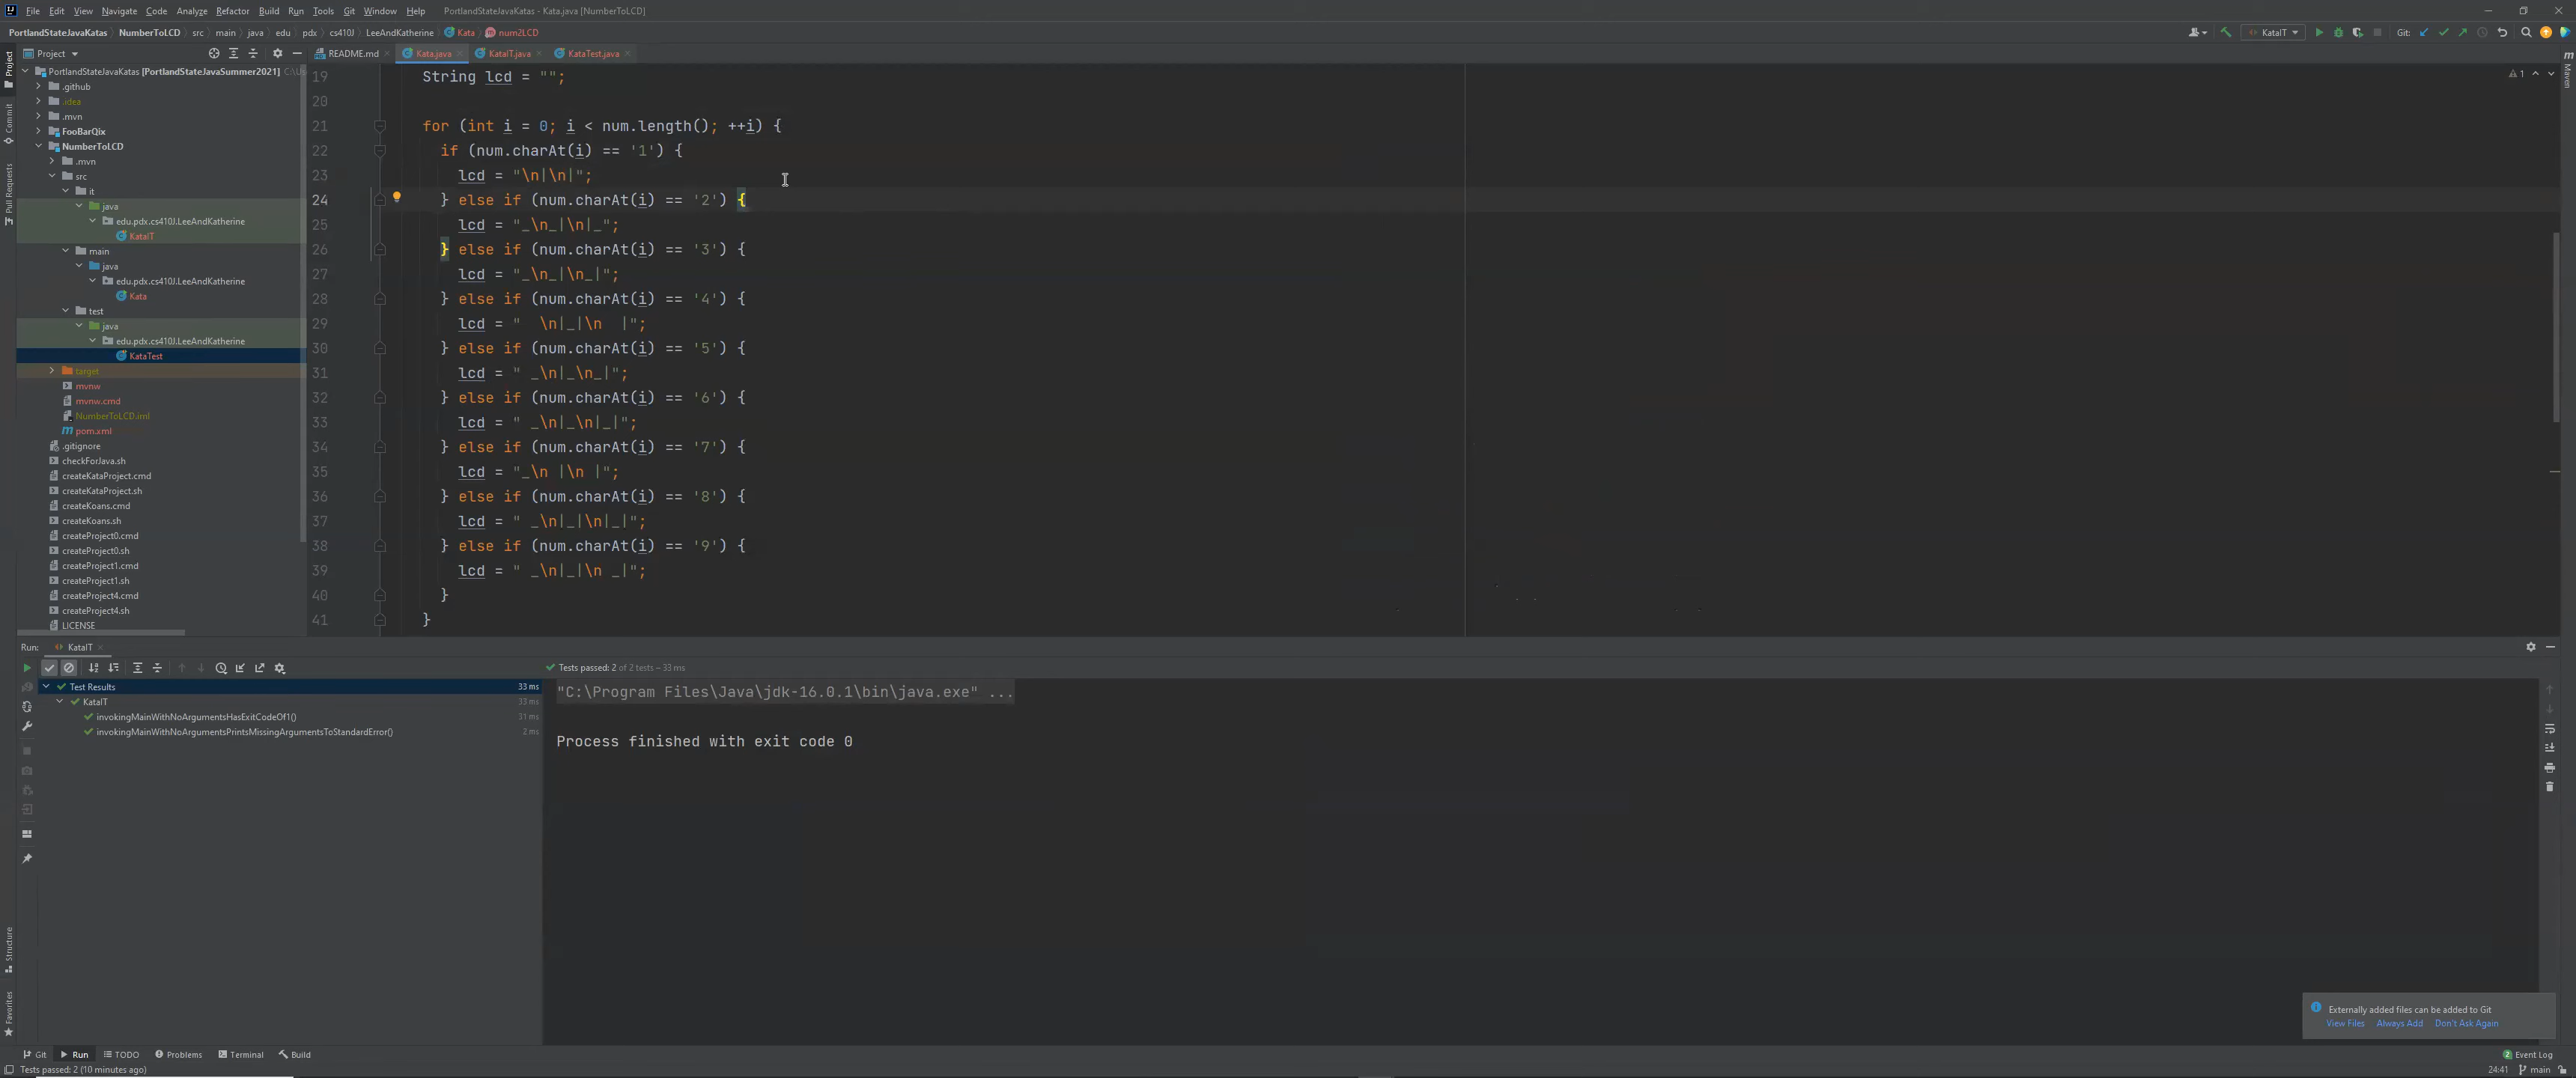 File Edit View Navigate Code Analyze Refactor Build Run Tools Git Window Help PortlandStateJavaKatas - Kata.java [NumberToLCD]
PortlandStateJavaKatas NumberToLCD src main java edu pdx cs410J LeeAndKatherine Kata num2LCD KataIT Git:
Project README.md Kata.java KataIT.java KataTest.java
PortlandStateJavaKatas [PortlandStateJavaSummer2021]
.github
.idea
.mvn
FooBarQix
NumberToLCD
.mvn
src
it
java
edu.pdx.cs410J.LeeAndKatherine
KataIT
main
java
edu.pdx.cs410J.LeeAndKatherine
Kata
test
java
edu.pdx.cs410J.LeeAndKatherine
KataTest
target
mvnw
mvnw.cmd
NumberToLCD.iml
pom.xml
.gitignore
checkForJava.sh
createKataProject.cmd
createKataProject.sh
createKoans.cmd
createKoans.sh
createProject0.cmd
createProject0.sh
createProject1.cmd
createProject1.sh
createProject4.cmd
createProject4.sh
LICENSE
Project
Commit
Pull Requests
Structure
Favorites
Maven
1
19 String lcd = "";
20
21 for (int i = 0; i < num.length(); ++i) {
22 if (num.charAt(i) == '1') {
23 lcd = "\n|\n|";
24 } else if (num.charAt(i) == '2') {
25 lcd = "_\n_|\n|_";
26 } else if (num.charAt(i) == '3') {
27 lcd = "_\n_|\n_|";
28 } else if (num.charAt(i) == '4') {
29 lcd = "  \n|_|\n  |";
30 } else if (num.charAt(i) == '5') {
31 lcd = " _\n|_\n_|";
32 } else if (num.charAt(i) == '6') {
33 lcd = " _\n|_\n|_|";
34 } else if (num.charAt(i) == '7') {
35 lcd = "_\n |\n |";
36 } else if (num.charAt(i) == '8') {
37 lcd = " _\n|_|\n|_|";
38 } else if (num.charAt(i) == '9') {
39 lcd = " _\n|_|\n _|";
40 }
41 }
Run: KataIT
Tests passed: 2 of 2 tests – 33 ms
Test Results 33 ms
KataIT 33 ms
invokingMainWithNoArgumentsHasExitCodeOf1() 31 ms
invokingMainWithNoArgumentsPrintsMissingArgumentsToStandardError() 2 ms
"C:\Program Files\Java\jdk-16.0.1\bin\java.exe" ...
Process finished with exit code 0
Externally added files can be added to Git
View Files Always Add Don't Ask Again
Git Run TODO Problems Terminal Build 2 Event Log
Tests passed: 2 (10 minutes ago) 24:41 main